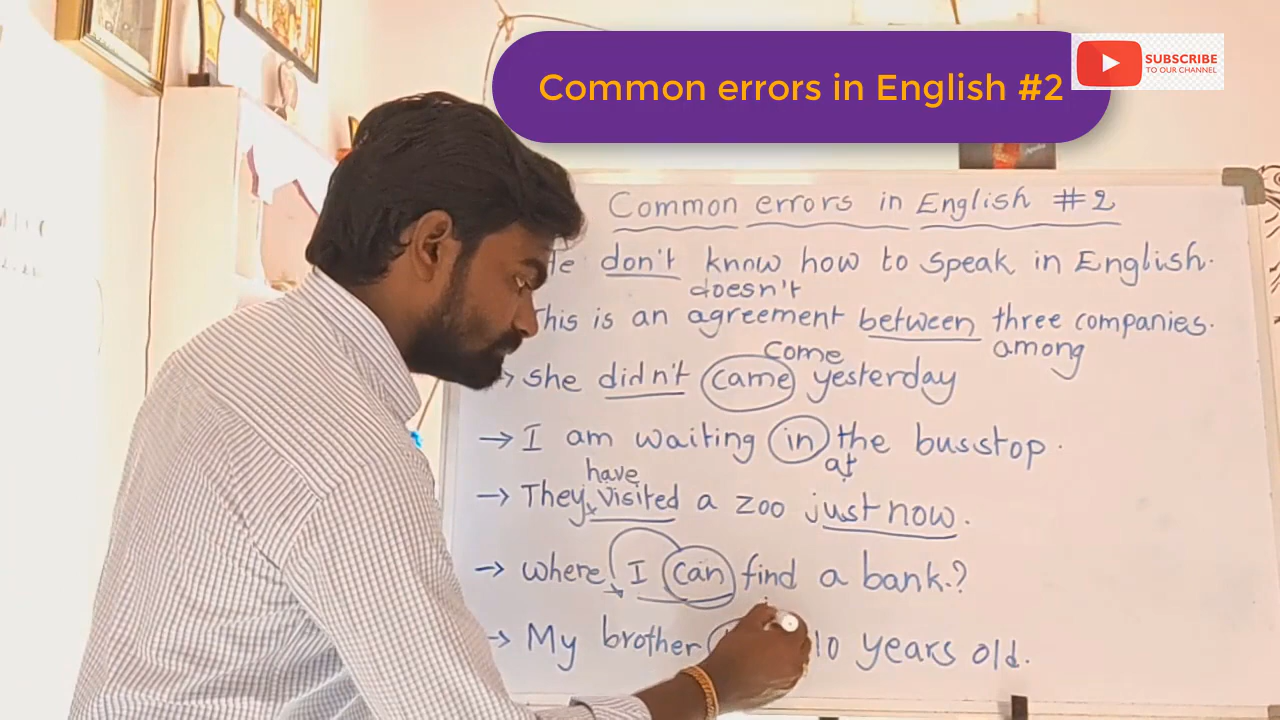 Common errors in English #2
SUBSCRIBE
TO OUR CHANNEL
Common errors in English #2
don't know how to speak in English.
doesn't
This is an agreement between three companies.
among
come
→ She didn't came yesterday
→ I am waiting in the busstop.
at
have
→ They visited a zoo just now.
→ where I can find a bank.?
→ My brother 10 years old.